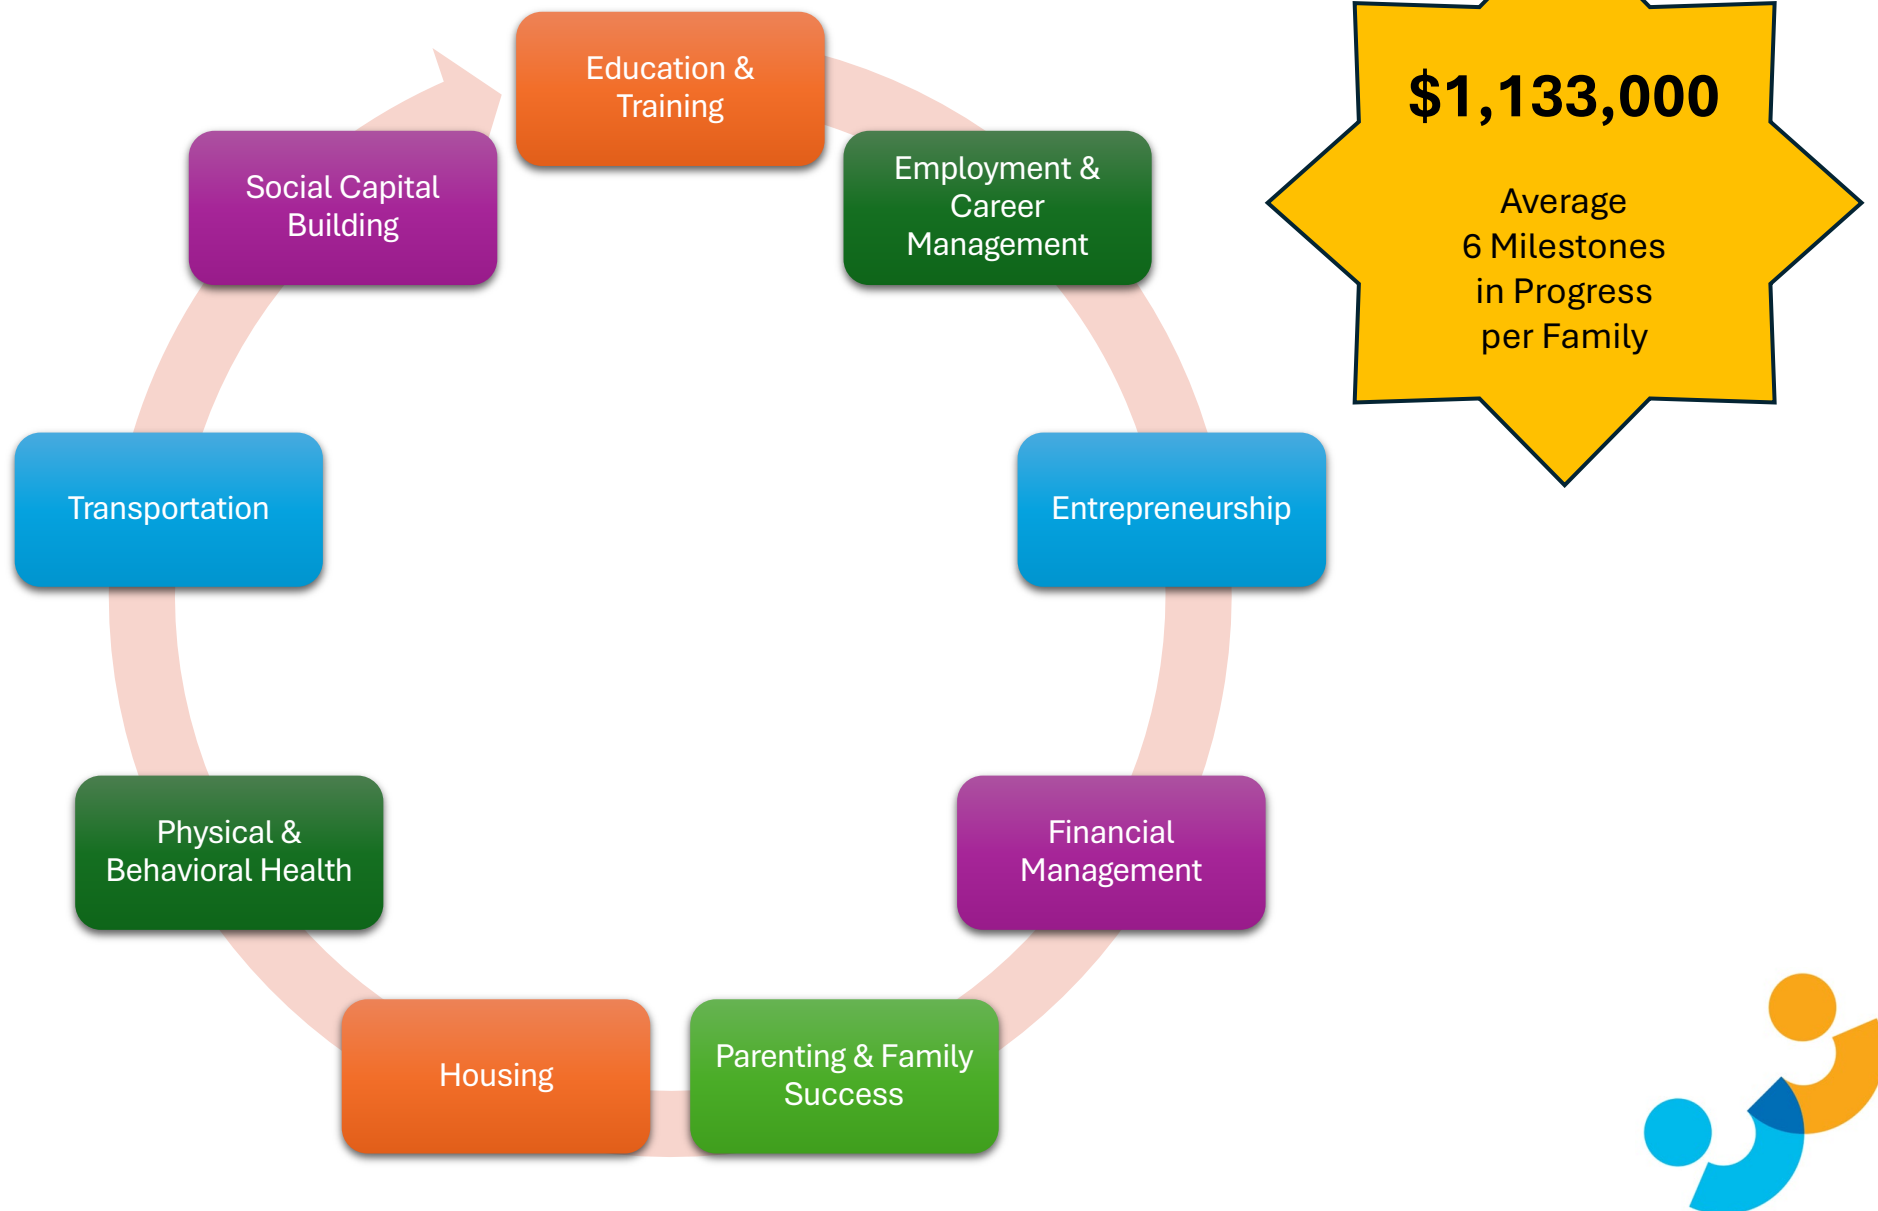 Education &
Training
Employment &
Career
Management
Entrepreneurship
Financial
Management
Parenting & Family
Success
Housing
Physical &
Behavioral Health
Transportation
Social Capital
Building
$1,133,000
Average
6 Milestones
in Progress
per Family